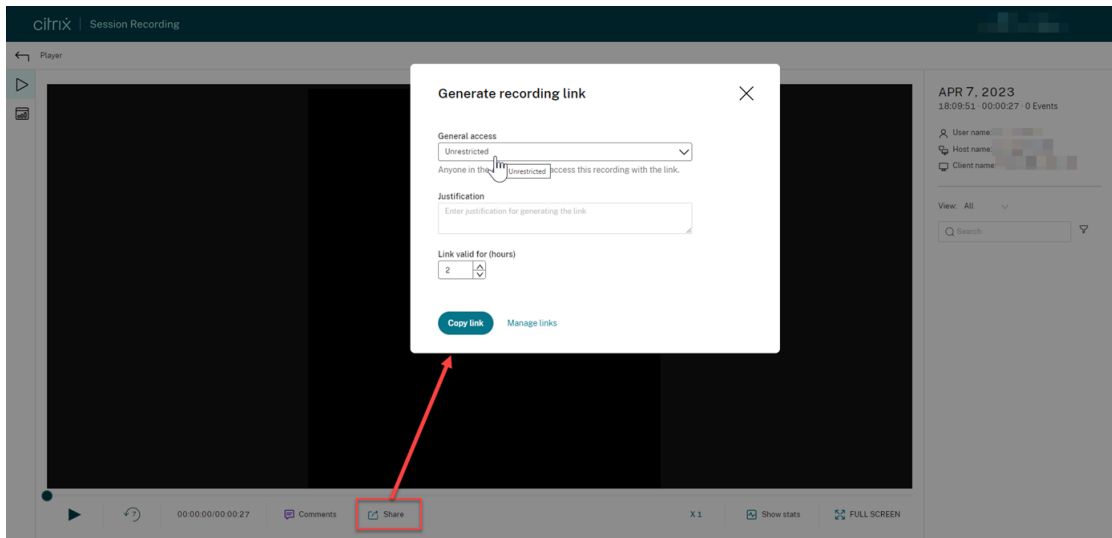 citrix | Session Recording
Player
Generate recording link
General access
Unrestricted
Anyone in the Unrestricted access this recording with the link.
Justification
Enter justification for generating the link
Link valid for (hours)
2
Copy link Manage links
APR 7, 2023
18:09:51 · 00:00:27 · 0 Events
User name:
Host name:
Client name:
View: All
Search
00:00:00/00:00:27 Comments Share X 1 Show stats FULL SCREEN